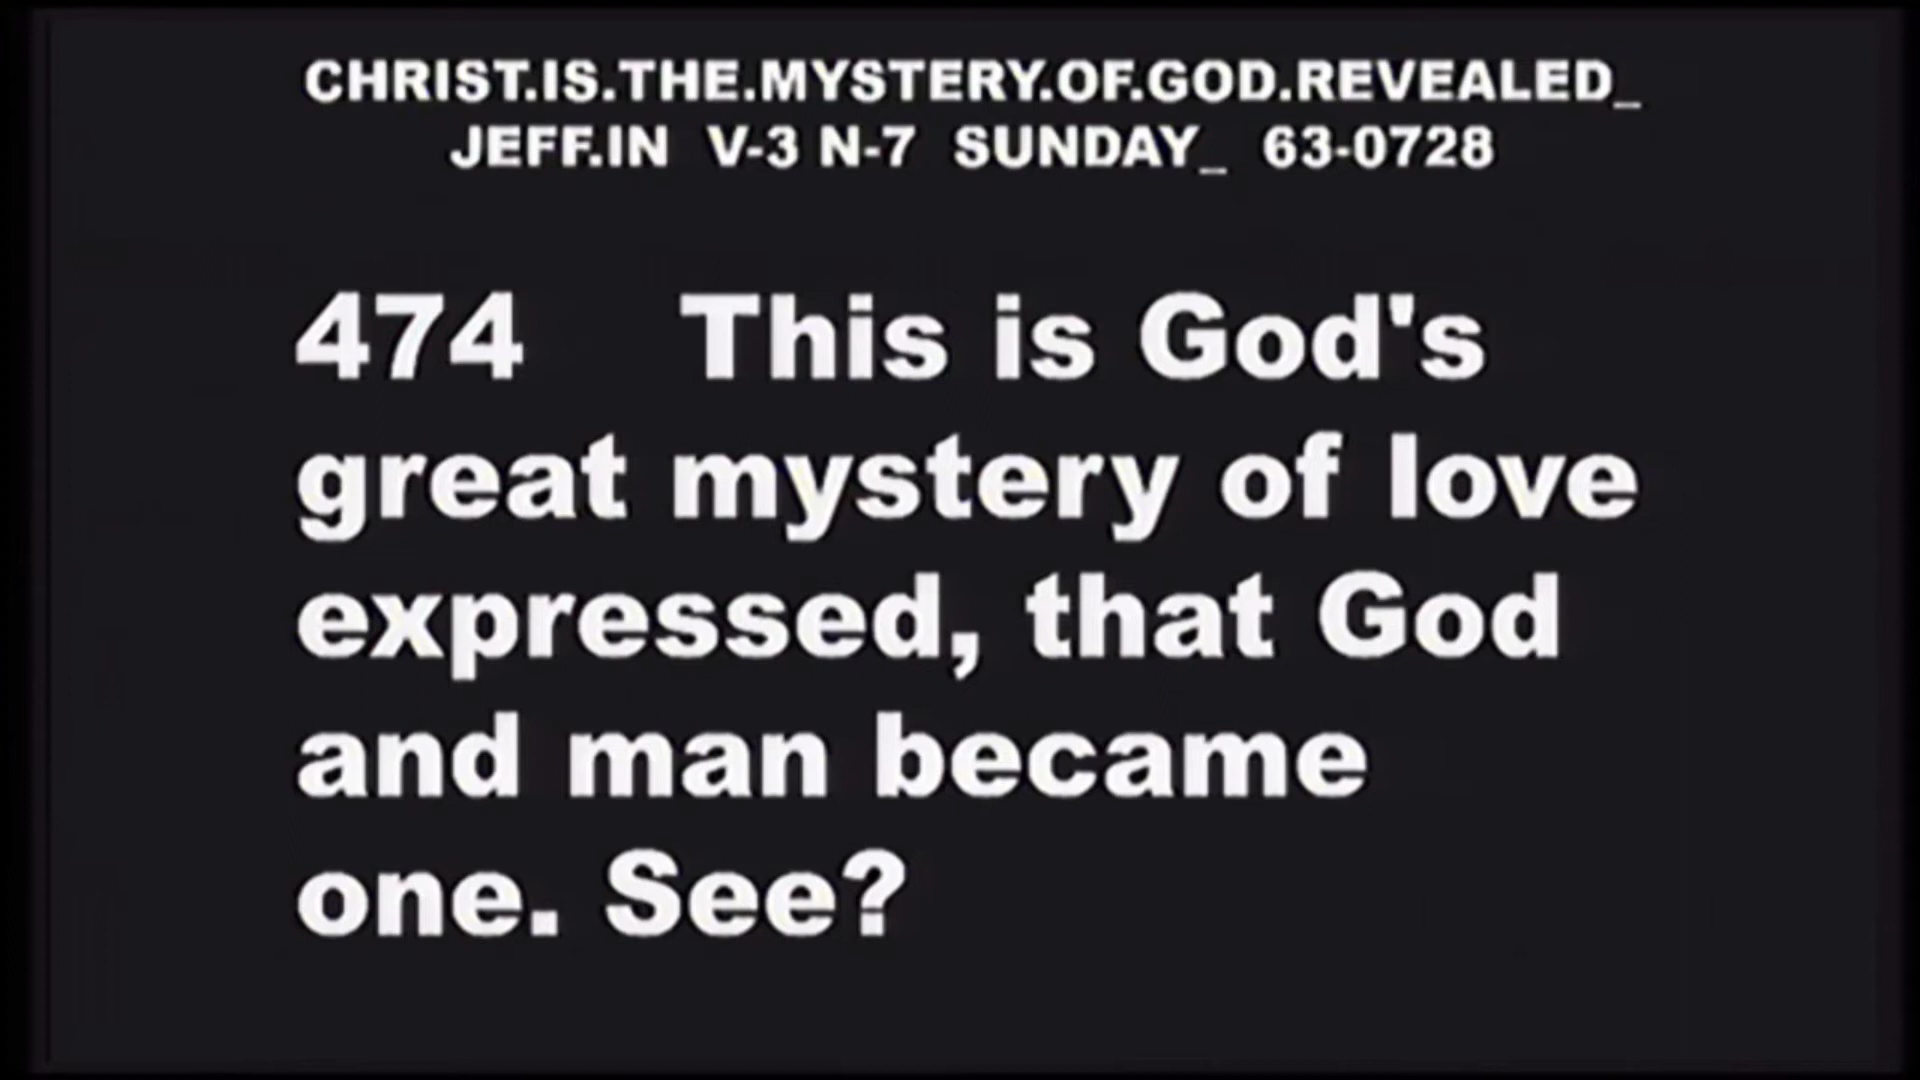 CHRIST.IS.THE.MYSTERY.OF.GOD.REVEALED_
JEFF.IN V-3 N-7 SUNDAY_ 63-0728
474 This is God's
great mystery of love
expressed, that God
and man became
one. See?